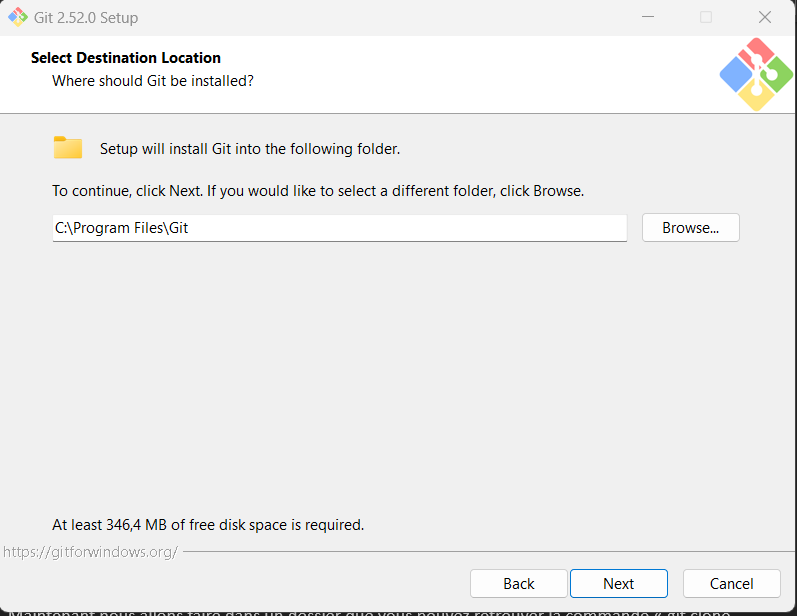 Git 2.52.0 Setup
Select Destination Location
Where should Git be installed?
Setup will install Git into the following folder.
To continue, click Next. If you would like to select a different folder, click Browse.
C:\Program Files\Git
Browse...
At least 346,4 MB of free disk space is required.
https://gitforwindows.org/
Back
Next
Cancel
Maintenant nous allons faire dans un dossier que vous pouvez retrouver la commande « git clone